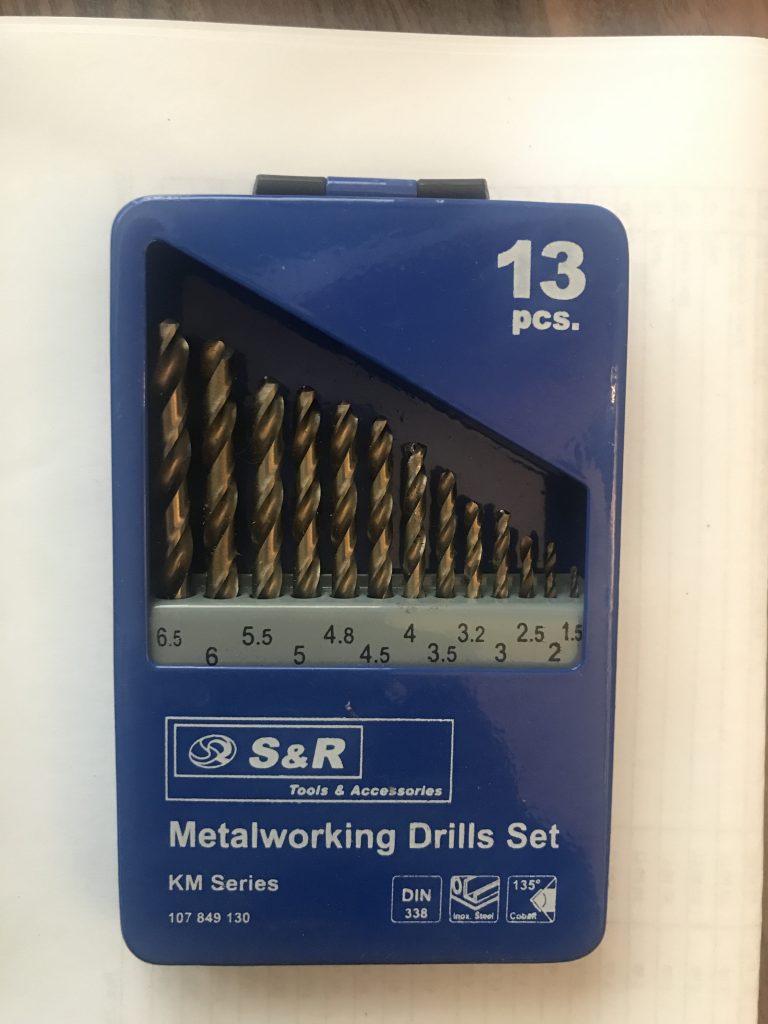 13
pcs.
6.5 6 5.5 5 4.8 4.5 4 3.5 3.2 3 2.5 2 1.5
S&R
Tools & Accessories
Metalworking Drills Set
KM Series
107 849 130
DIN
338
Inox. Steel
135°
Cobalt